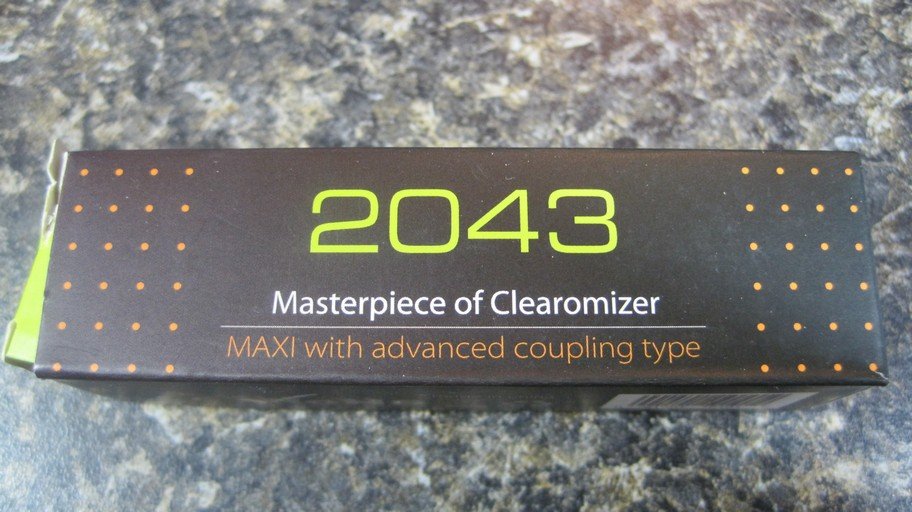 2043
Masterpiece of Clearomizer
MAXI with advanced coupling type